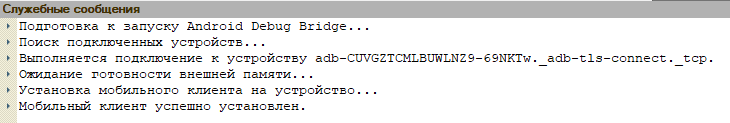 Служебные сообщения
Подготовка к запуску Android Debug Bridge...
Поиск подключенных устройств...
Выполняется подключение к устройству adb-CUVGZTCMLBUWLNZ9-69NKTw._adb-tls-connect._tcp.
Ожидание готовности внешней памяти...
Установка мобильного клиента на устройство...
Мобильный клиент успешно установлен.